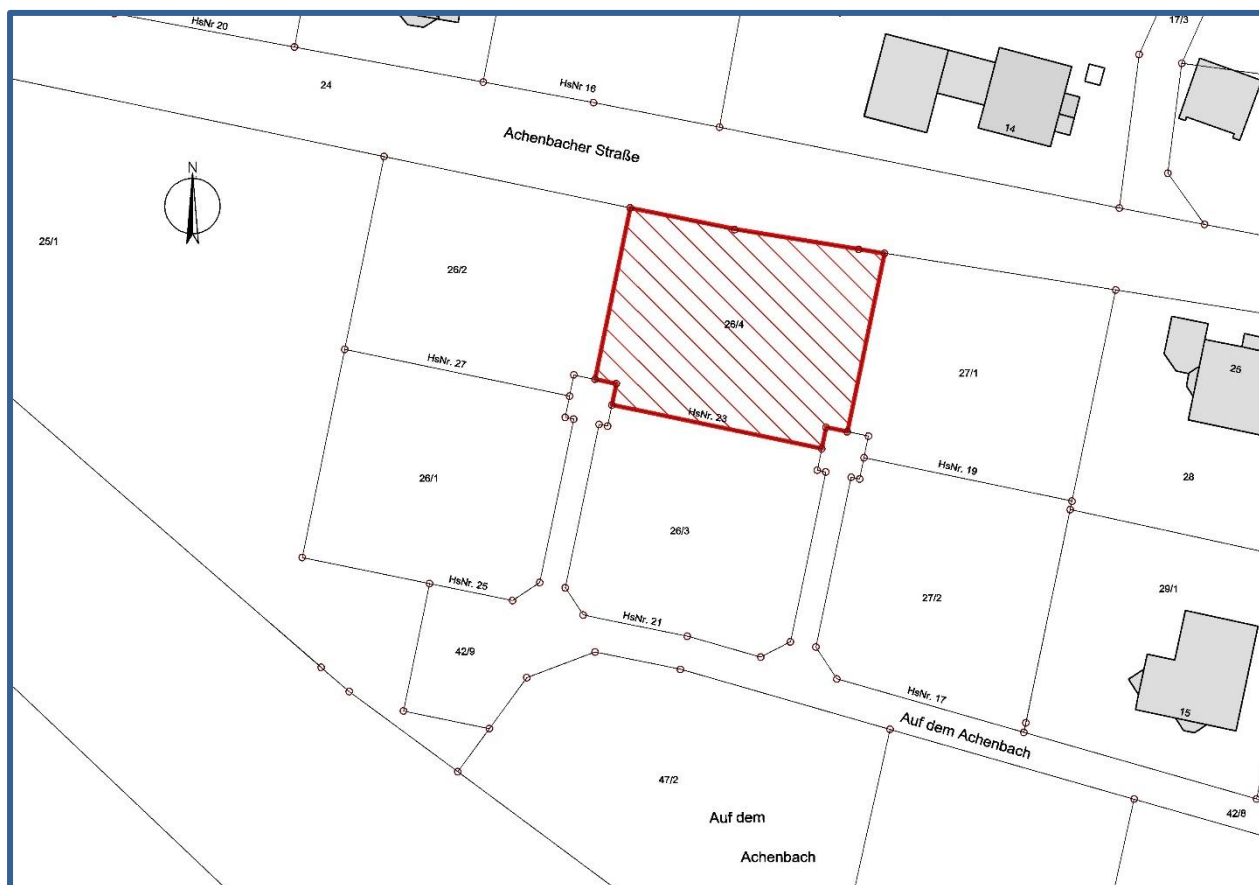 HsNr 20
17/3
24
HsNr 16
Achenbacher Straße
14
N
25/1
26/2
26/4
27/1
HsNr. 27
25
HsNr. 23
HsNr. 19
28
26/1
26/3
HsNr. 25
27/2
29/1
HsNr. 21
42/9
HsNr. 17
15
Auf dem Achenbach
47/2
Auf dem
Achenbach
42/8